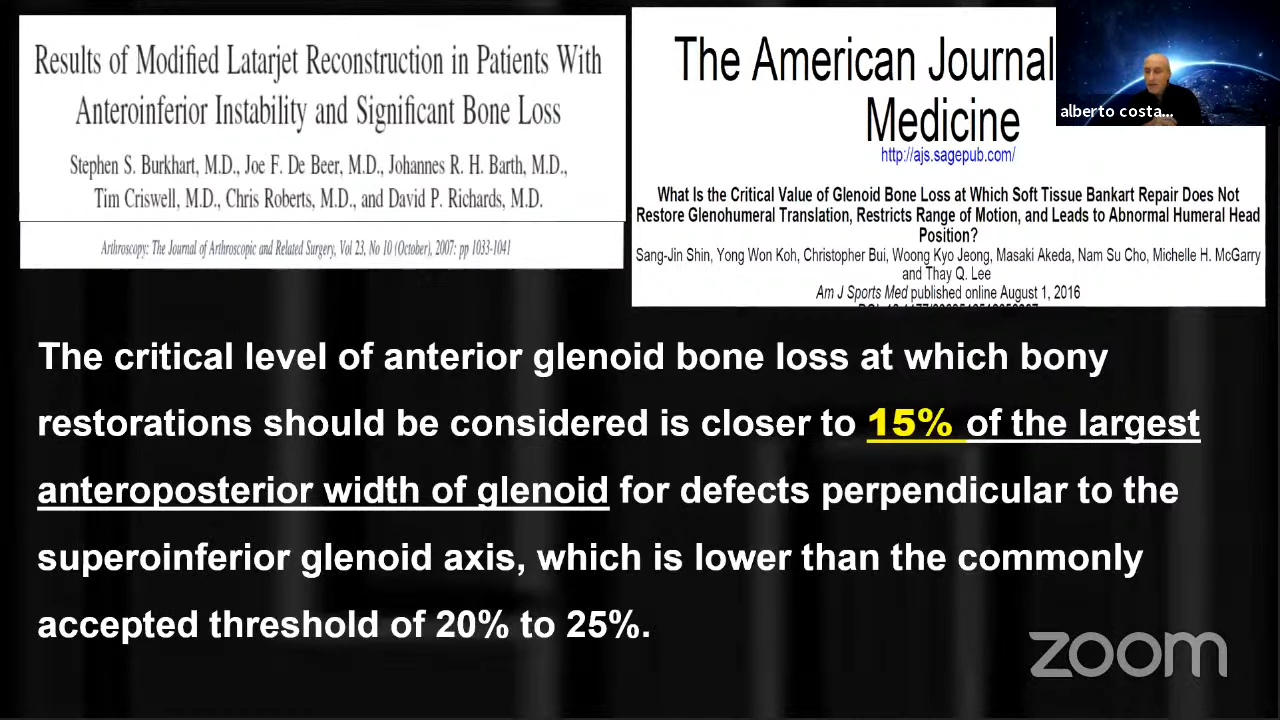 Results of Modified Latarjet Reconstruction in Patients With
Anteroinferior Instability and Significant Bone Loss
Stephen S. Burkhart, M.D., Joe F. De Beer, M.D., Johannes R. H. Barth, M.D.,
Tim Criswell, M.D., Chris Roberts, M.D., and David P. Richards, M.D.
Arthroscopy: The Journal of Arthroscopic and Related Surgery, Vol 23, No 10 (October), 2007: pp 1033-1041
The American Journal
Medicine
http://ajs.sagepub.com/
What Is the Critical Value of Glenoid Bone Loss at Which Soft Tissue Bankart Repair Does Not
Restore Glenohumeral Translation, Restricts Range of Motion, and Leads to Abnormal Humeral Head
Position?
Sang-Jin Shin, Yong Won Koh, Christopher Bui, Woong Kyo Jeong, Masaki Akeda, Nam Su Cho, Michelle H. McGarry
and Thay Q. Lee
Am J Sports Med published online August 1, 2016
alberto costa...
The critical level of anterior glenoid bone loss at which bony
restorations should be considered is closer to 15% of the largest
anteroposterior width of glenoid for defects perpendicular to the
superoinferior glenoid axis, which is lower than the commonly
accepted threshold of 20% to 25%.
zoom